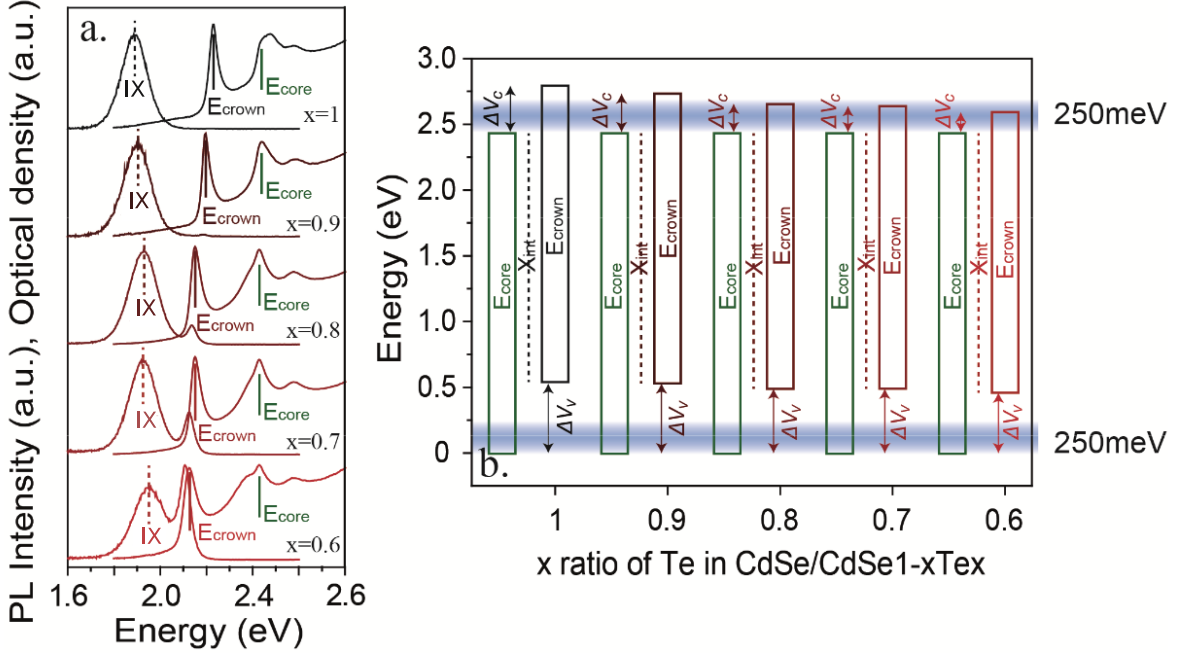 PL Intensity (a.u.), Optical density (a.u.)
a.
IX
Ecrown
Ecore
x=1
IX
Ecrown
Ecore
x=0.9
IX
Ecrown
Ecore
x=0.8
IX
Ecrown
Ecore
x=0.7
IX
Ecrown
Ecore
x=0.6
1.6 2.0 2.4 2.6
Energy (eV)
Energy (eV)
3.0
2.5
2.0
1.5
1.0
0.5
0
ΔVc ΔVc ΔVc ΔVc ΔVc
250meV
Ecore Xint Ecrown Ecore Xint Ecrown Ecore Xint Ecrown Ecore Xint Ecrown Ecore Xint Ecrown
ΔVv ΔVv ΔVv ΔVv ΔVv
250meV
b.
1 0.9 0.8 0.7 0.6
x ratio of Te in CdSe/CdSe1-xTex